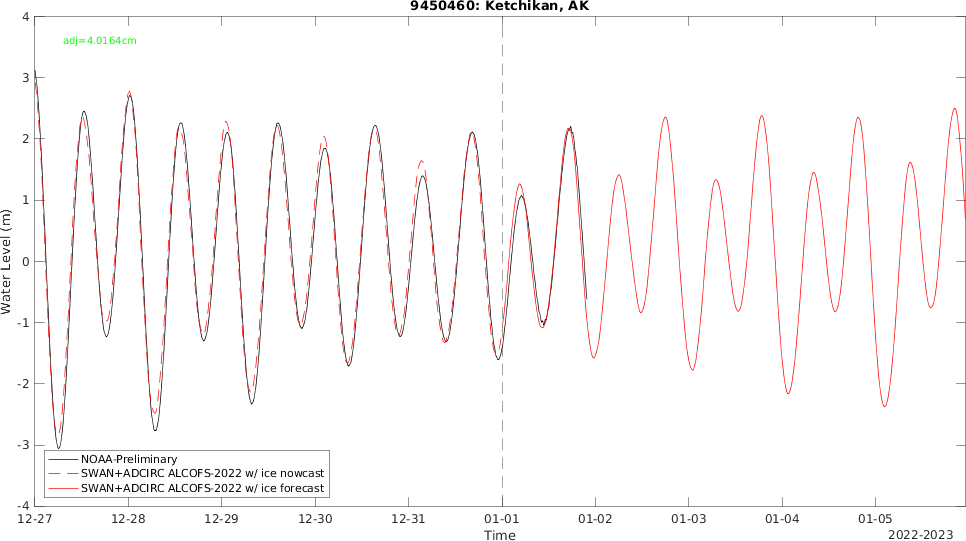 9450460: Ketchikan, AK
adj=4.0164cm
4
3
2
1
0
-1
-2
-3
-4
Water Level (m)
NOAA-Preliminary
SWAN+ADCIRC ALCOFS-2022 w/ ice nowcast
SWAN+ADCIRC ALCOFS-2022 w/ ice forecast
12-27 12-28 12-29 12-30 12-31 01-01 01-02 01-03 01-04 01-05
Time
2022-2023